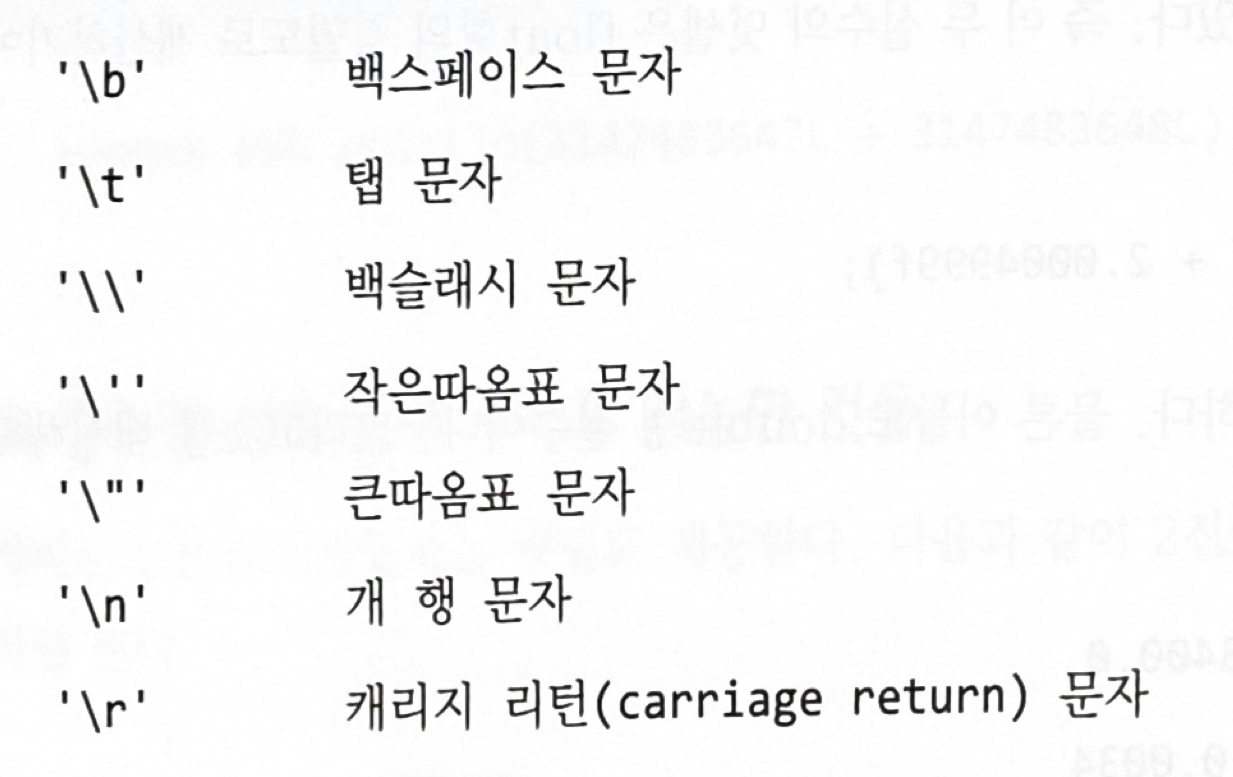 '\b' 백스페이스 문자
'\t' 탭 문자
'\\' 백슬래시 문자
'\'' 작은따옴표 문자
'\"' 큰따옴표 문자
'\n' 개 행 문자
'\r' 캐리지 리턴(carriage return) 문자